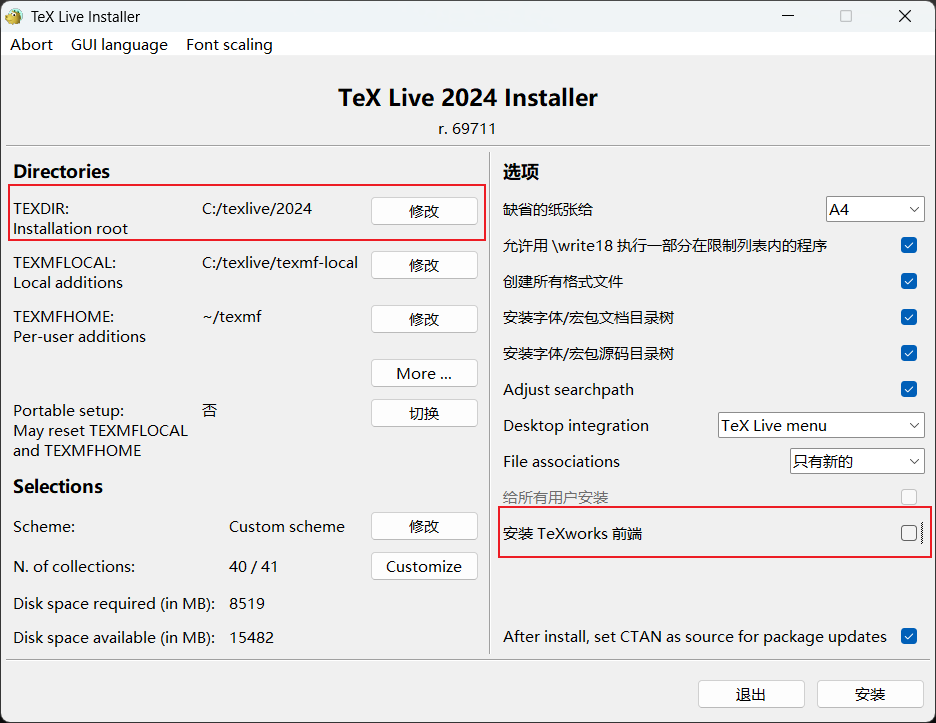 TeX Live Installer
Abort GUI language Font scaling
TeX Live 2024 Installer
r. 69711
Directories
TEXDIR: C:/texlive/2024 修改
Installation root
TEXMFLOCAL: C:/texlive/texmf-local 修改
Local additions
TEXMFHOME: ~/texmf 修改
Per-user additions
More ...
Portable setup: 否 切换
May reset TEXMFLOCAL
and TEXMFHOME
Selections
Scheme: Custom scheme 修改
N. of collections: 40 / 41 Customize
Disk space required (in MB): 8519
Disk space available (in MB): 15482
选项
缺省的纸张给 A4
允许用 \write18 执行一部分在限制列表内的程序
创建所有格式文件
安装字体/宏包文档目录树
安装字体/宏包源码目录树
Adjust searchpath
Desktop integration TeX Live menu
File associations 只有新的
给所有用户安装
安装 TeXworks 前端
After install, set CTAN as source for package updates
退出 安装